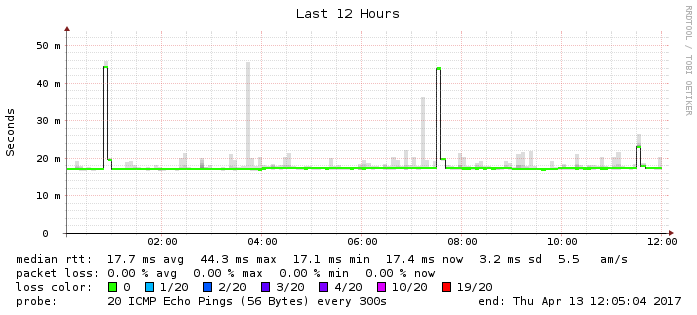 Last 12 Hours
RRDTOOL / TOBI OETIKER
Seconds
50 m
40 m
30 m
20 m
10 m
0
02:00 04:00 06:00 08:00 10:00 12:00
median rtt: 17.7 ms avg 44.3 ms max 17.1 ms min 17.4 ms now 3.2 ms sd 5.5 am/s
packet loss: 0.00 % avg 0.00 % max 0.00 % min 0.00 % now
loss color: 0 1/20 2/20 3/20 4/20 10/20 19/20
probe: 20 ICMP Echo Pings (56 Bytes) every 300s end: Thu Apr 13 12:05:04 2017